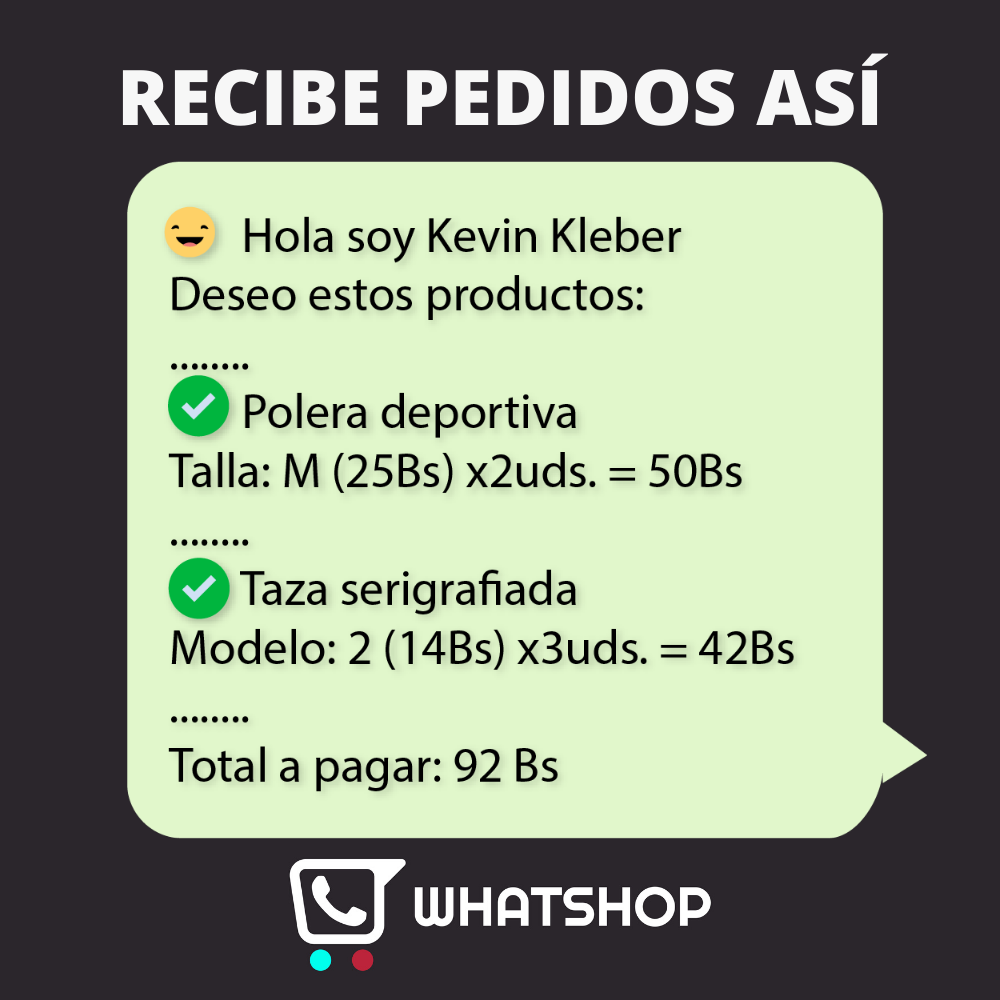 RECIBE PEDIDOS ASÍ
Hola soy Kevin Kleber
Deseo estos productos:
........
Polera deportiva
Talla: M (25Bs) x2uds. = 50Bs
........
Taza serigrafiada
Modelo: 2 (14Bs) x3uds. = 42Bs
........
Total a pagar: 92 Bs
WHATSHOP